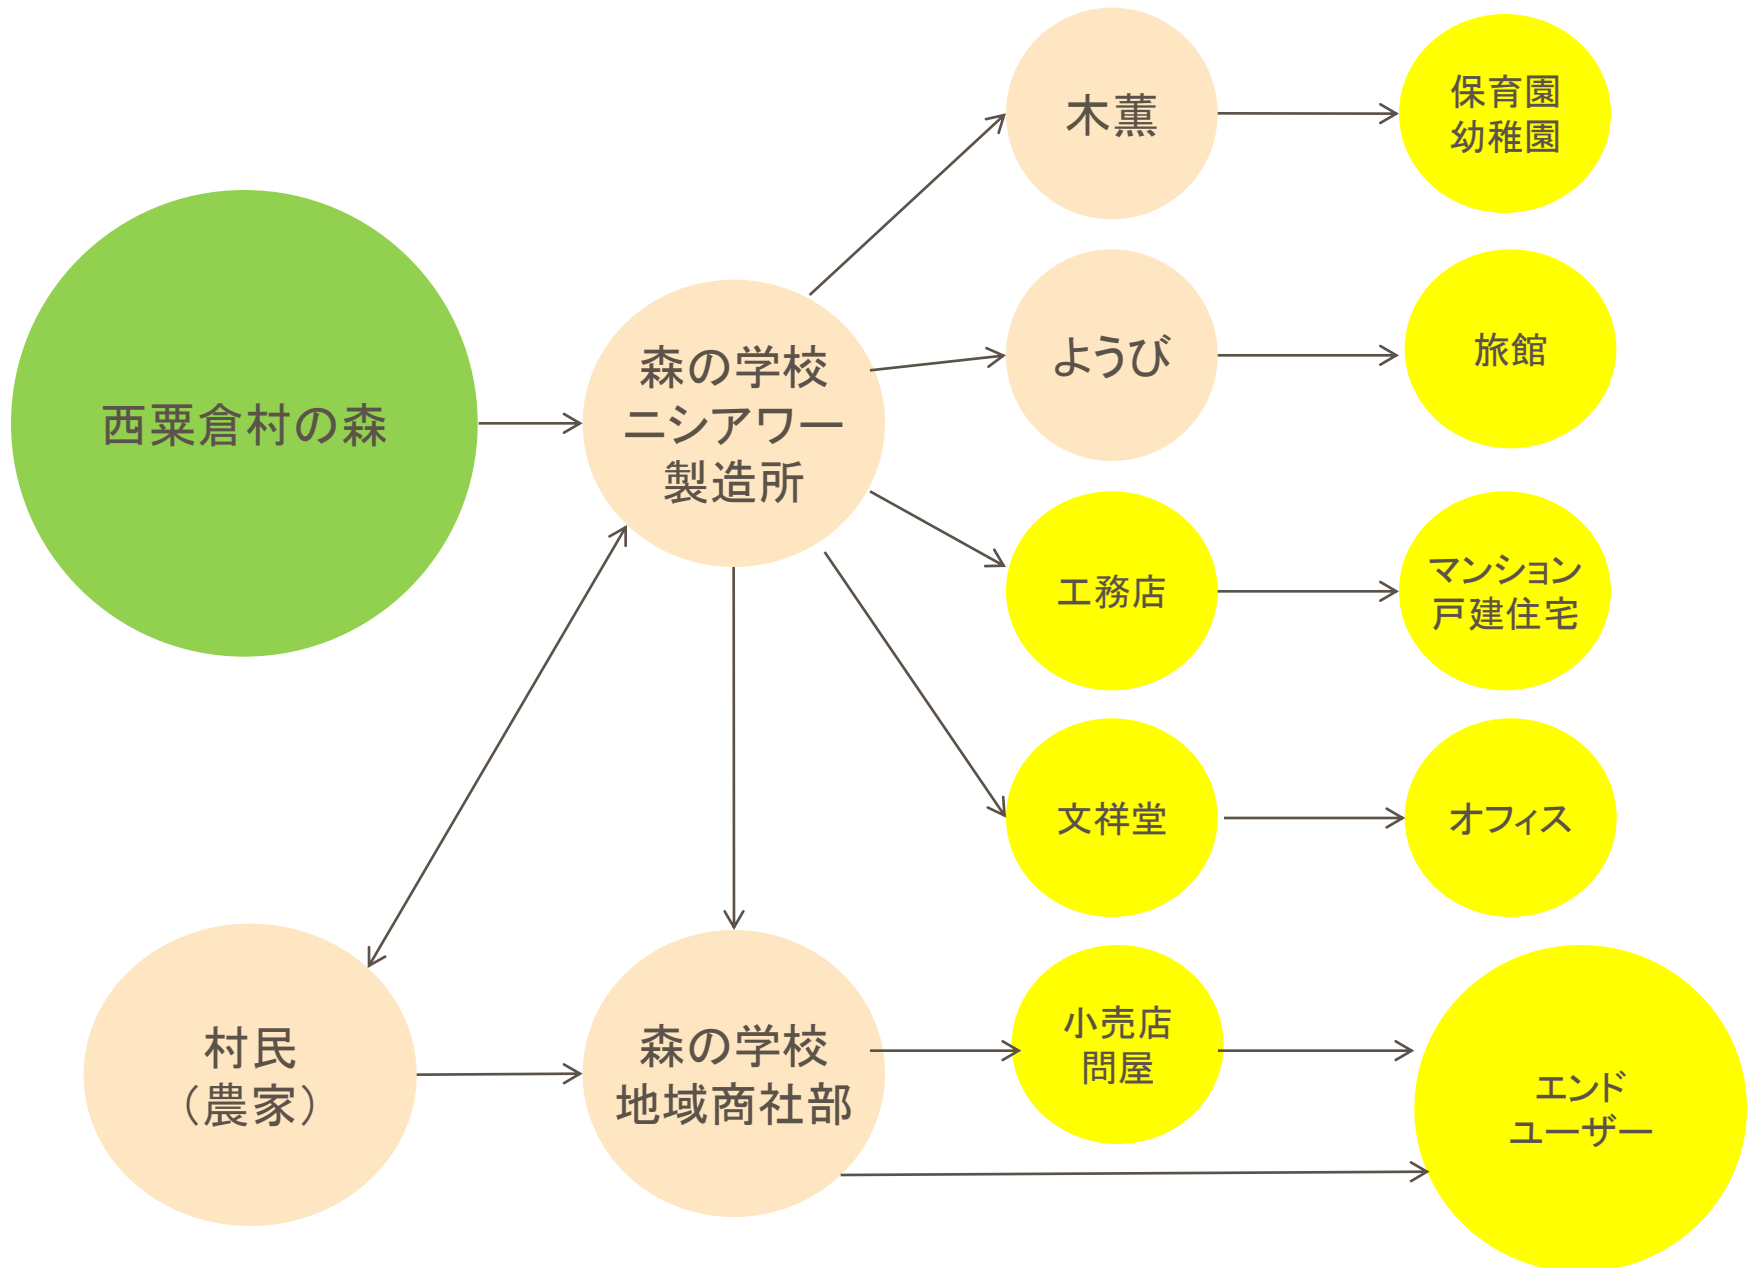 木薫
保育園
幼稚園
西粟倉村の森
森の学校
ニシアワー
製造所
ようび
旅館
工務店
マンション
戸建住宅
文祥堂
オフィス
村民
（農家）
森の学校
地域商社部
小売店
問屋
エンド
ユーザー